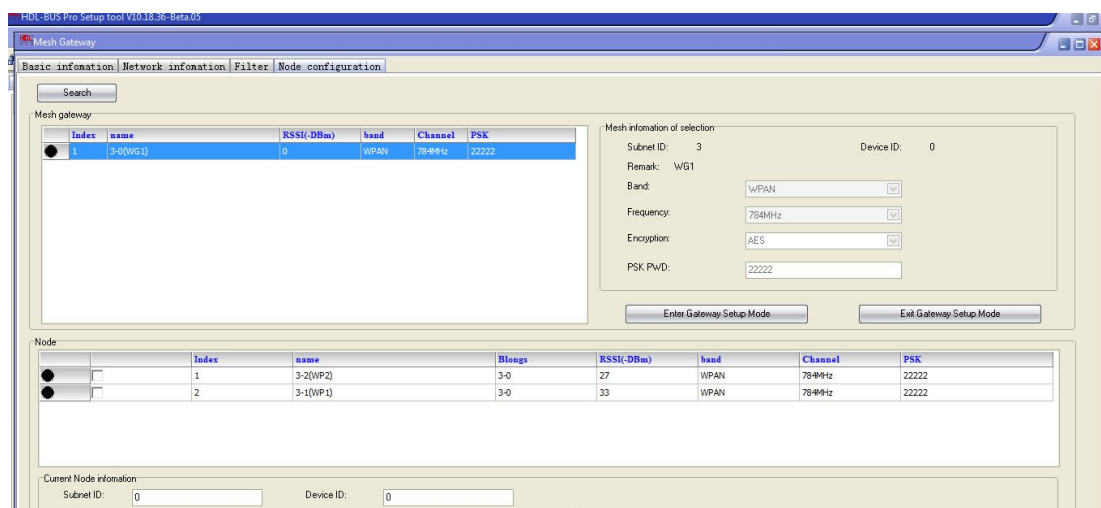 HDL-BUS Pro Setup tool V10.18.36-Beta.05
Mesh Gateway
Basic infomation Network infomation Filter Node configuration
Search
Mesh gateway
Index name RSSI(-DBm) band Channel PSK
1 3-0(WG1) 0 WPAN 784MHz 22222
Mesh infomation of selection
Subnet ID: 3 Device ID: 0
Remark: WG1
Band: WPAN
Frequency: 784MHz
Encryption: AES
PSK PWD: 22222
Enter Gateway Setup Mode Exit Gateway Setup Mode
Node
Index name Blongs RSSI(-DBm) band Channel PSK
1 3-2(WP2) 3-0 27 WPAN 784MHz 22222
2 3-1(WP1) 3-0 33 WPAN 784MHz 22222
Current Node infomation
Subnet ID: 0 Device ID: 0